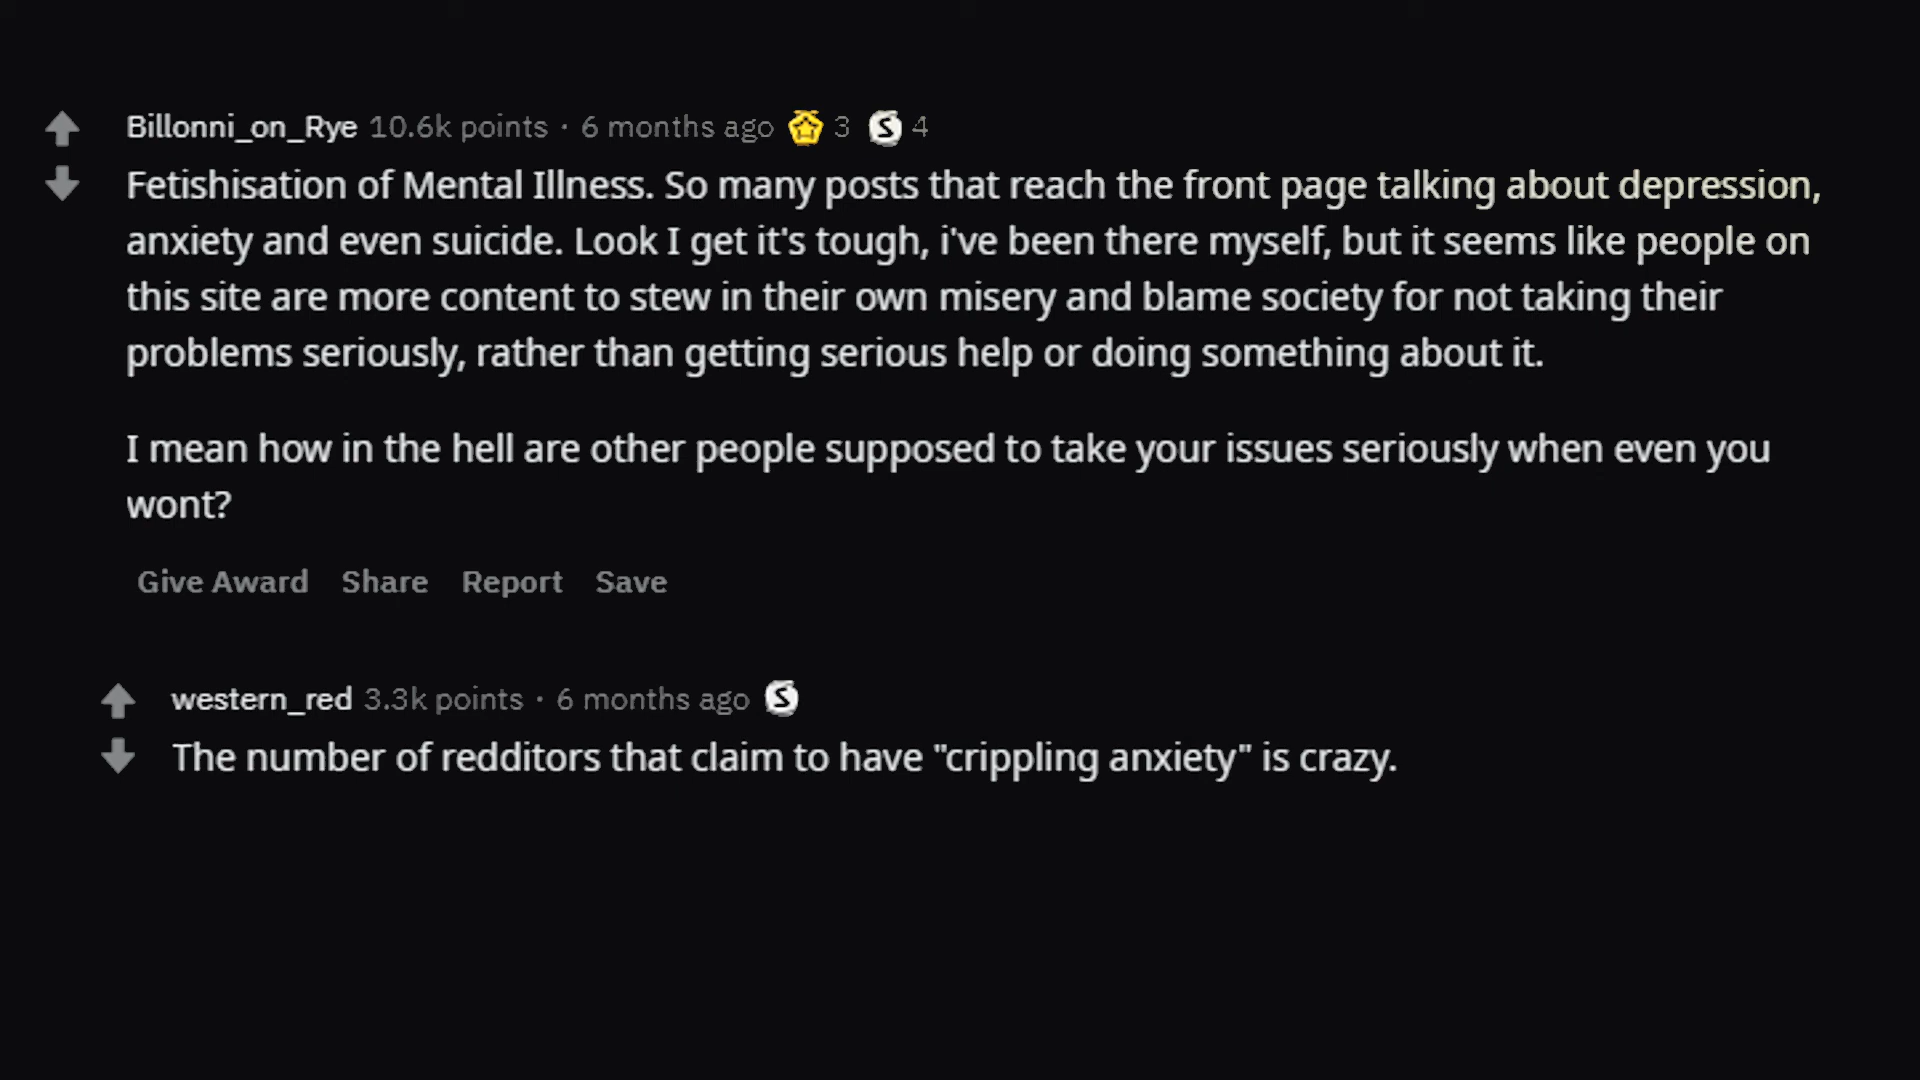 Billonni_on_Rye 10.6k points · 6 months ago 3 S 4
Fetishisation of Mental Illness. So many posts that reach the front page talking about depression,
anxiety and even suicide. Look I get it's tough, i've been there myself, but it seems like people on
this site are more content to stew in their own misery and blame society for not taking their
problems seriously, rather than getting serious help or doing something about it.
I mean how in the hell are other people supposed to take your issues seriously when even you
wont?
Give Award Share Report Save
western_red 3.3k points · 6 months ago S
The number of redditors that claim to have "crippling anxiety" is crazy.